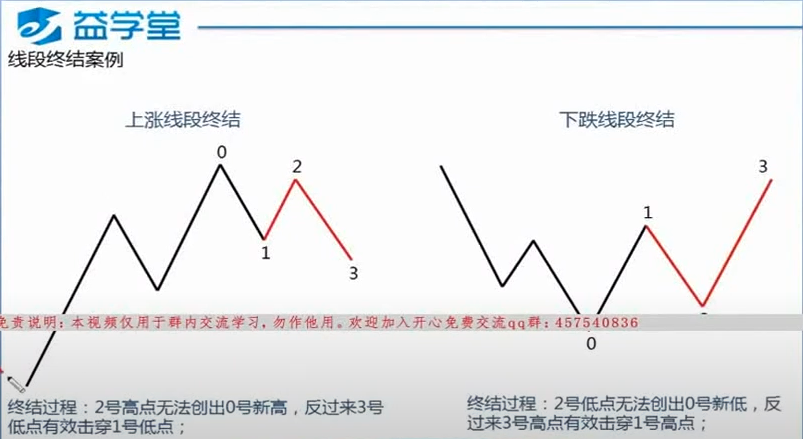 益学堂
线段终结案例
上涨线段终结
下跌线段终结
0
2
1
3
3
1
0
免责说明：本视频仅用于群内交流学习，勿作他用。欢迎加入开心免费交流qq群：457540836
终结过程：2号高点无法创出0号新高，反过来3号
低点有效击穿1号低点；
终结过程：2号低点无法创出0号新低，反
过来3号高点有效击穿1号高点；